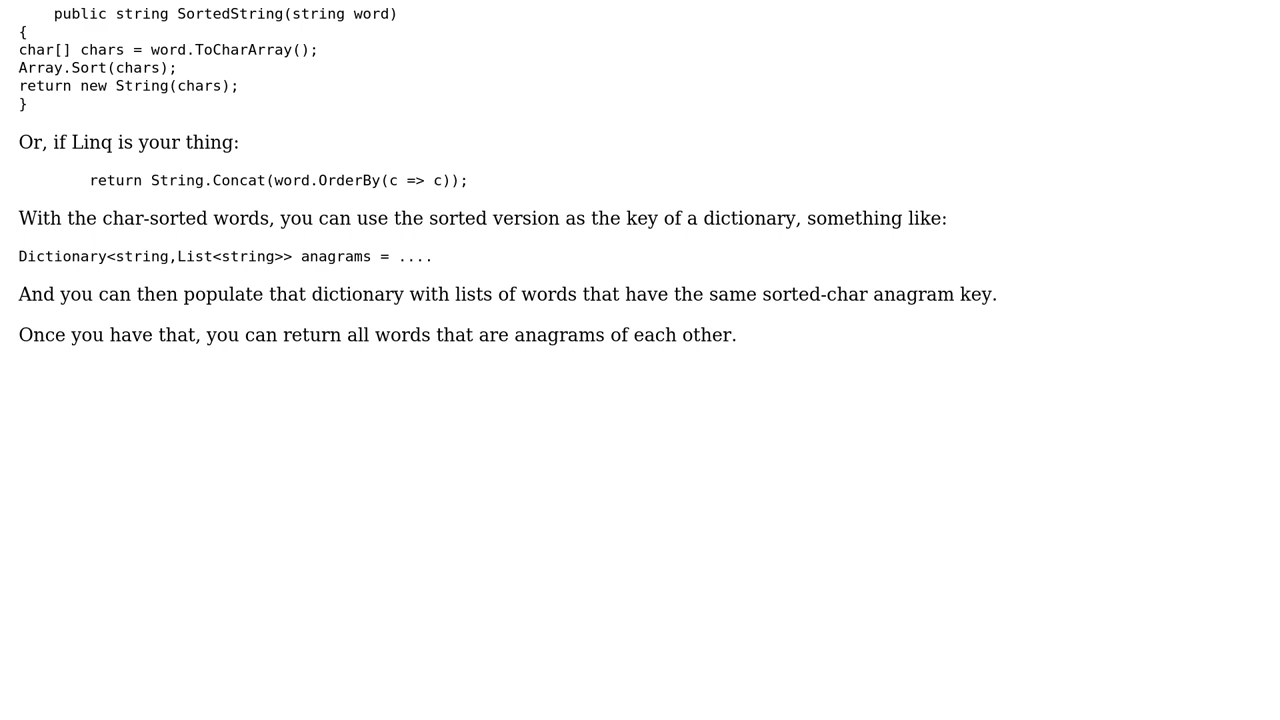 public string SortedString(string word)
{
char[] chars = word.ToCharArray();
Array.Sort(chars);
return new String(chars);
}
Or, if Linq is your thing:
return String.Concat(word.OrderBy(c => c));
With the char-sorted words, you can use the sorted version as the key of a dictionary, something like:
Dictionary<string,List<string>> anagrams = ....
And you can then populate that dictionary with lists of words that have the same sorted-char anagram key.
Once you have that, you can return all words that are anagrams of each other.